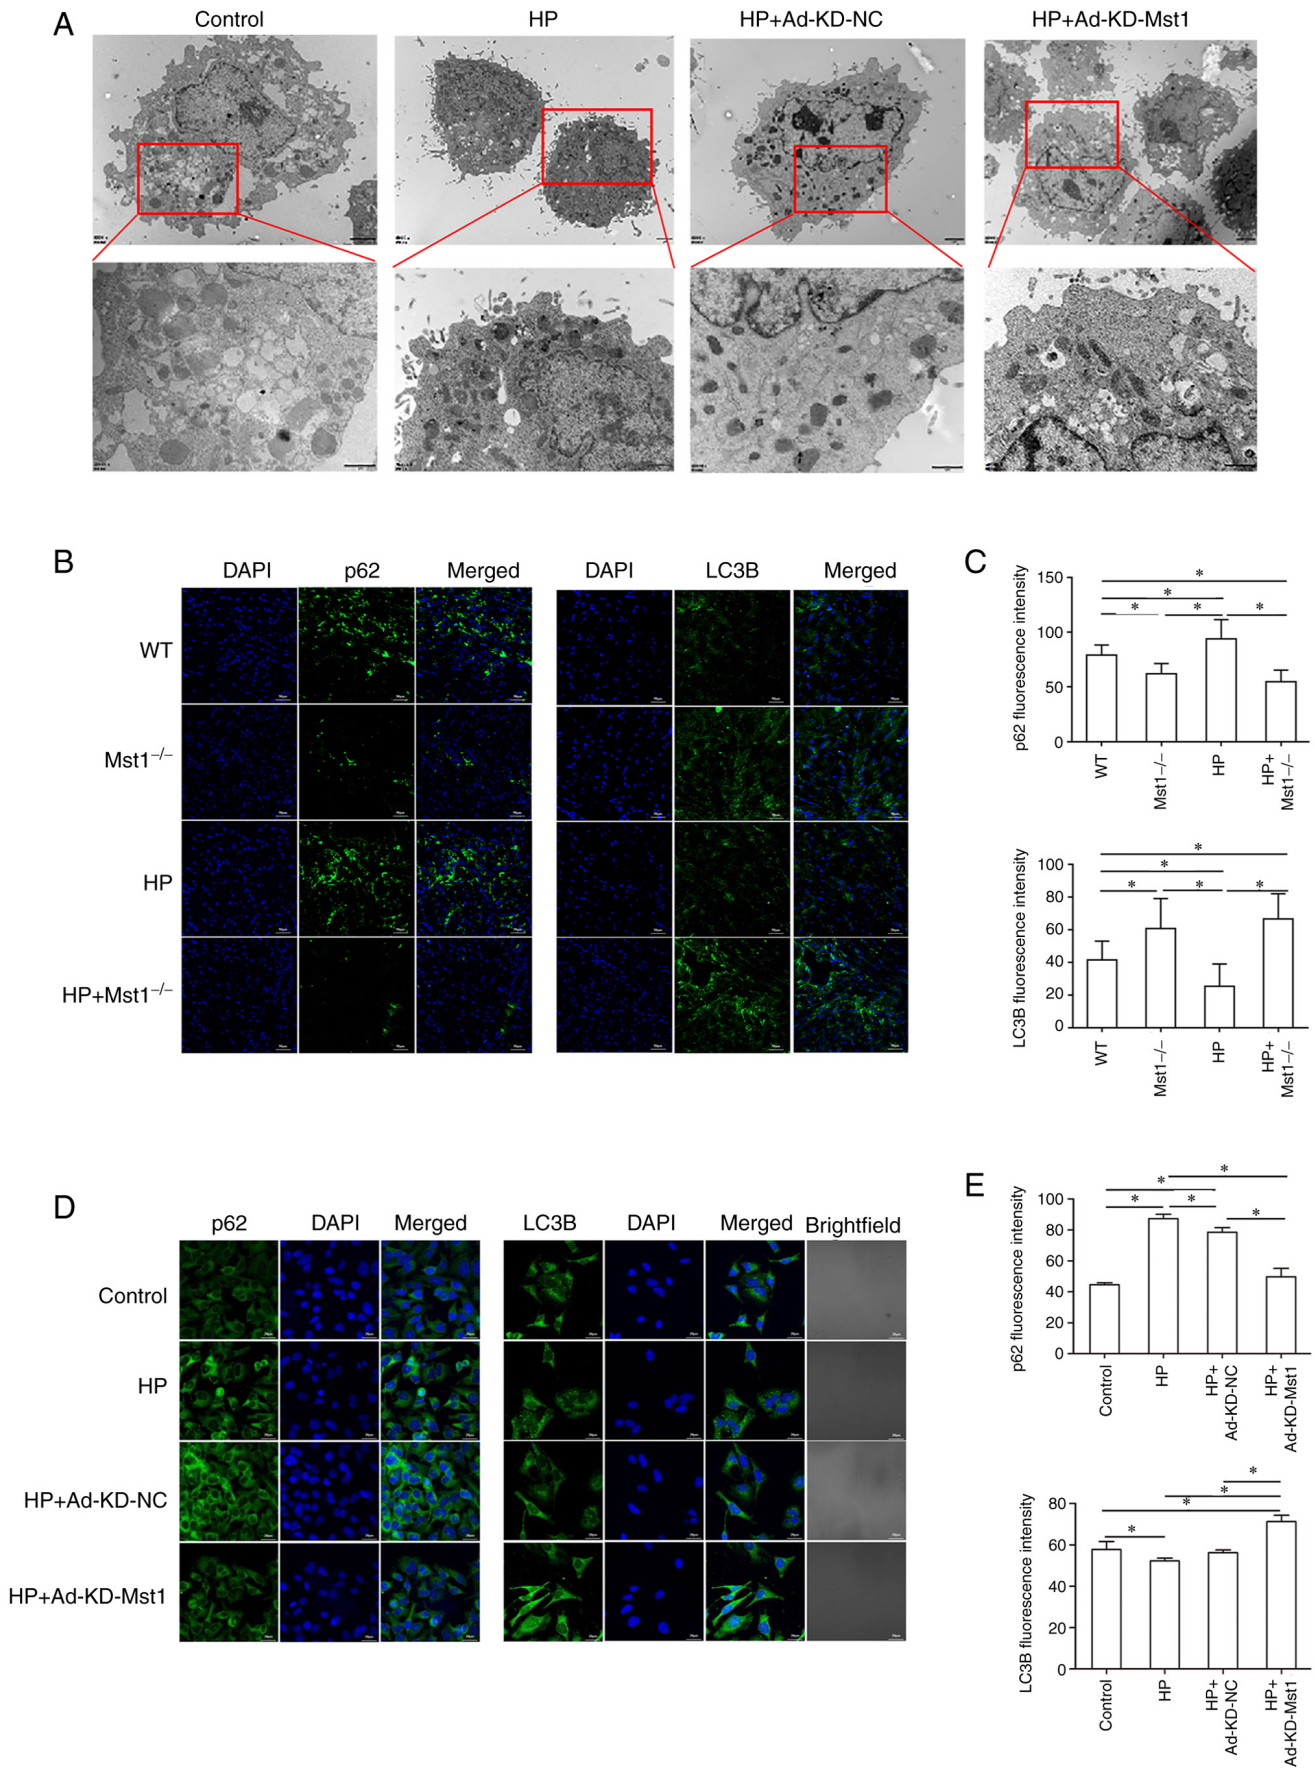 A
Control
HP
HP+Ad-KD-NC
HP+Ad-KD-Mst1
B
DAPI
p62
Merged
DAPI
LC3B
Merged
WT
Mst1−/−
HP
HP+Mst1−/−
C
p62 fluorescence intensity
150
100
50
0
*
*
*
*
*
WT
Mst1−/−
HP
HP+
Mst1−/−
LC3B fluorescence intensity
100
80
60
40
20
0
*
*
*
*
*
WT
Mst1−/−
HP
HP+
Mst1−/−
D
p62
DAPI
Merged
LC3B
DAPI
Merged
Brightfield
Control
HP
HP+Ad-KD-NC
HP+Ad-KD-Mst1
E
p62 fluorescence intensity
100
80
60
40
20
0
*
*
*
*
*
Control
HP
HP+
Ad-KD-NC
HP+
Ad-KD-Mst1
LC3B fluorescence intensity
80
60
40
20
0
*
*
*
*
Control
HP
HP+
Ad-KD-NC
HP+
Ad-KD-Mst1